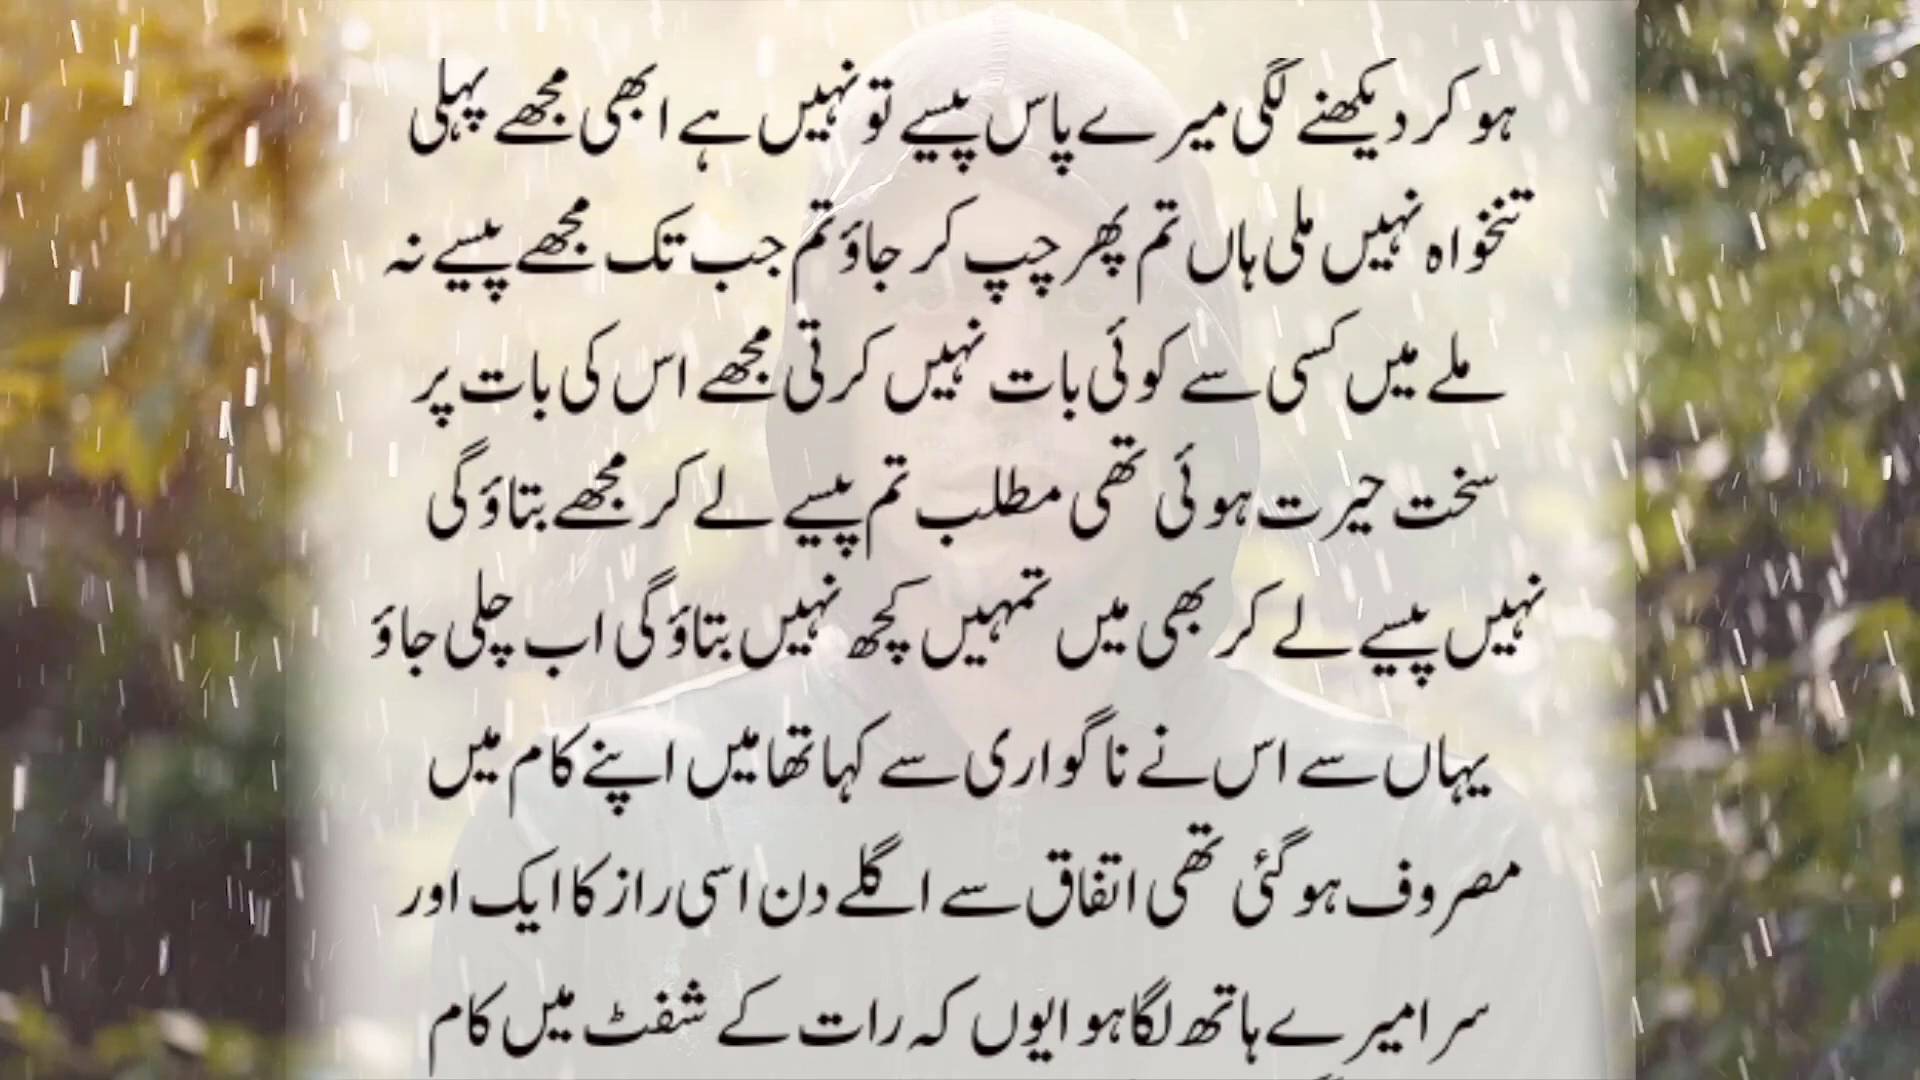 ہو کر دیکھنے لگی میرے پاس پیسے تو نہیں ہے ابھی مجھے پہلی
تنخواہ نہیں ملی ہاں تم پھر چپ کر جاؤ تم جب تک مجھے پیسے نہ
ملے میں کسی سے کوئی بات نہیں کرتی مجھے اس کی بات پر
سخت حیرت ہوئی تھی مطلب تم پیسے لے کر مجھے بتاؤ گی
نہیں پیسے لے کر بھی میں تمہیں کچھ نہیں بتاؤ گی اب چلی جاؤ
یہاں سے اس نے ناگواری سے کہا تھا میں اپنے کام میں
مصروف ہو گئی تھی اتفاق سے اگلے دن اسی راز کا ایک اور
سرا میرے ہاتھ لگا ہوا یوں کہ رات کے شفٹ میں کام